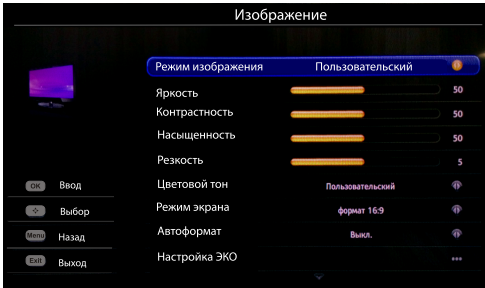 Изображение
Режим изображения Пользовательский
Яркость 50
Контрастность 50
Насыщенность 50
Резкость 5
Цветовой тон Пользовательский
OK Ввод
Режим экрана формат 16:9
Выбор
Автоформат Выкл.
Menu Назад
Настройка ЭКО
Exit Выход